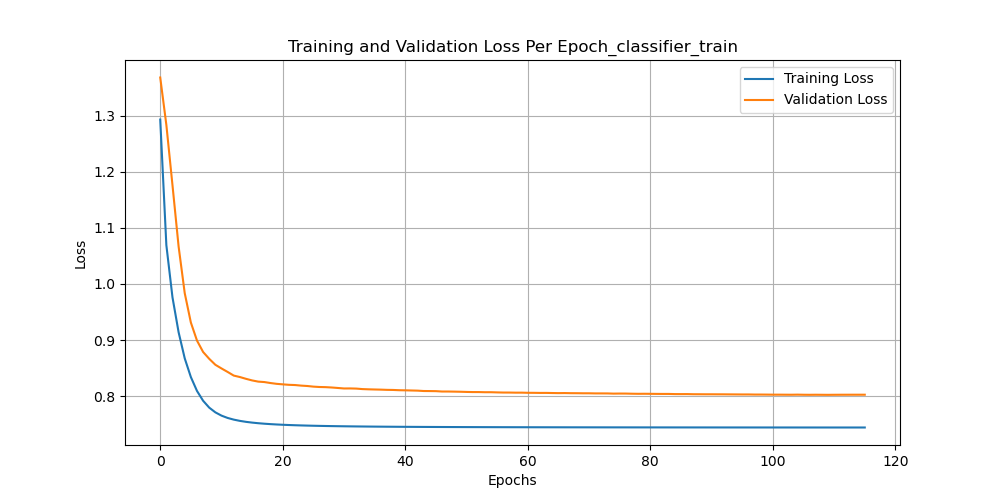 Training and Validation Loss Per Epoch_classifier_train
Training Loss
Validation Loss
1.3
1.2
1.1
1.0
0.9
0.8
Loss
0
20
40
60
80
100
120
Epochs